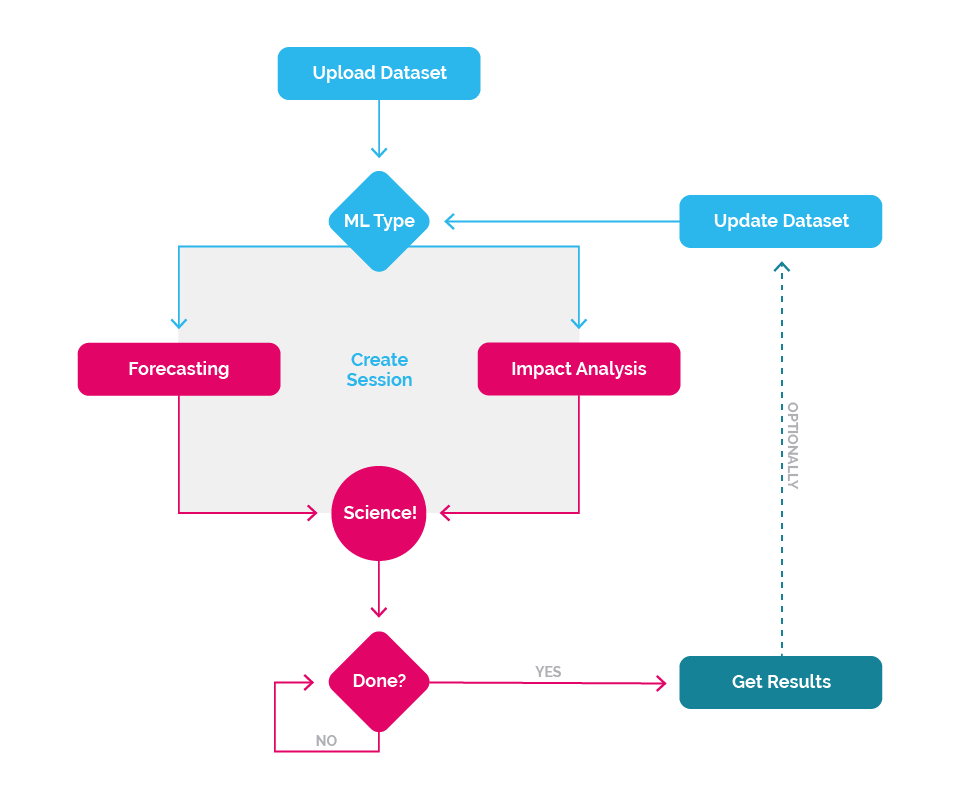 Upload Dataset
ML Type
Update Dataset
Forecasting
Create
Session
Impact Analysis
OPTIONALLY
Science!
Done?
YES
Get Results
NO